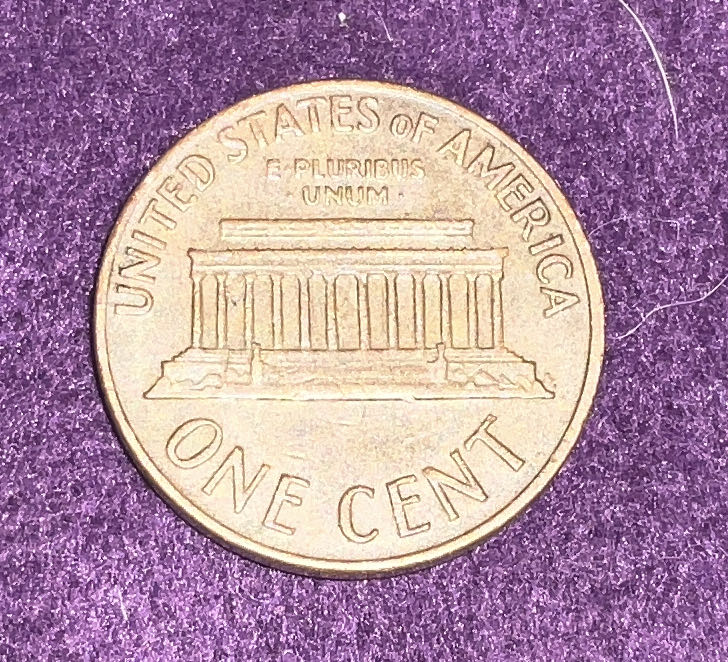 UNITED STATES OF AMERICA
E·PLURIBUS
UNUM
ONE CENT